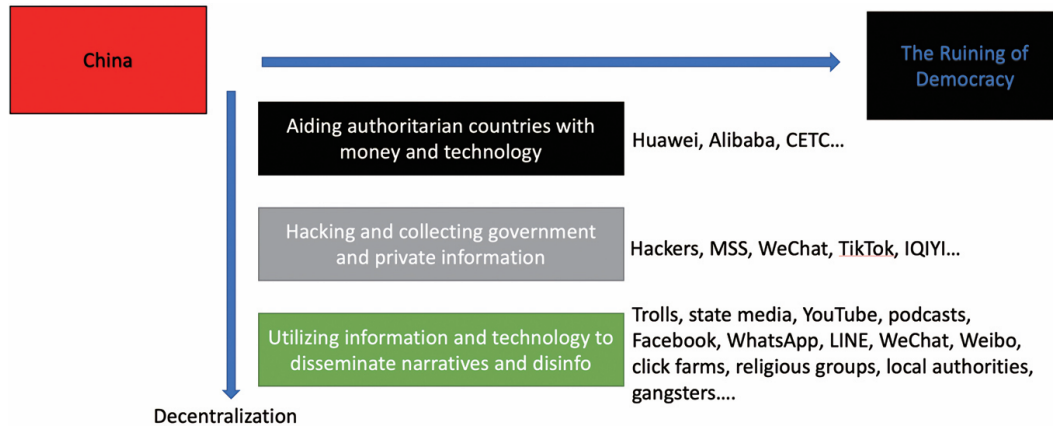 China
The Ruining of
Democracy
Aiding authoritarian countries with
money and technology
Huawei, Alibaba, CETC...
Hacking and collecting government
and private information
Hackers, MSS, WeChat, TikTok, IQIYI...
Utilizing information and technology to
disseminate narratives and disinfo
Trolls, state media, YouTube, podcasts,
Facebook, WhatsApp, LINE, WeChat, Weibo,
click farms, religious groups, local authorities,
gangsters....
Decentralization